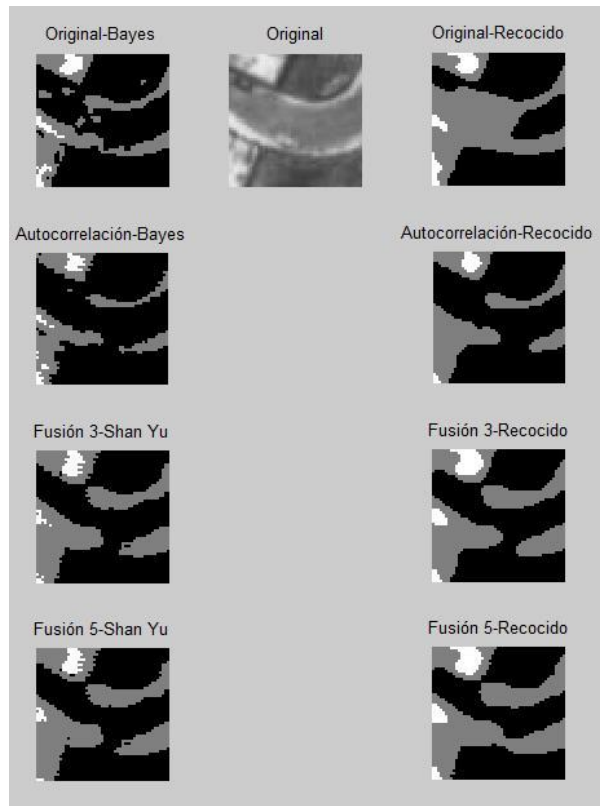 Original-Bayes
Original
Original-Recocido
Autocorrelación-Bayes
Autocorrelación-Recocido
Fusión 3-Shan Yu
Fusión 3-Recocido
Fusión 5-Shan Yu
Fusión 5-Recocido